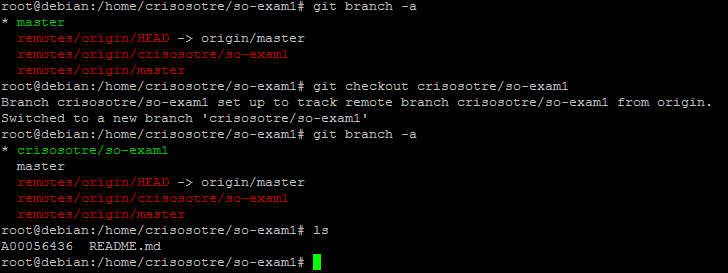 root@debian:/home/crisosotre/so-exam1# git branch -a
* master
remotes/origin/HEAD -> origin/master
remotes/origin/crisosotre/so-exam1
remotes/origin/master
root@debian:/home/crisosotre/so-exam1# git checkout crisosotre/so-exam1
Branch crisosotre/so-exam1 set up to track remote branch crisosotre/so-exam1 from origin.
Switched to a new branch 'crisosotre/so-exam1'
root@debian:/home/crisosotre/so-exam1# git branch -a
* crisosotre/so-exam1
master
remotes/origin/HEAD -> origin/master
remotes/origin/crisosotre/so-exam1
remotes/origin/master
root@debian:/home/crisosotre/so-exam1# ls
A00056436  README.md
root@debian:/home/crisosotre/so-exam1#